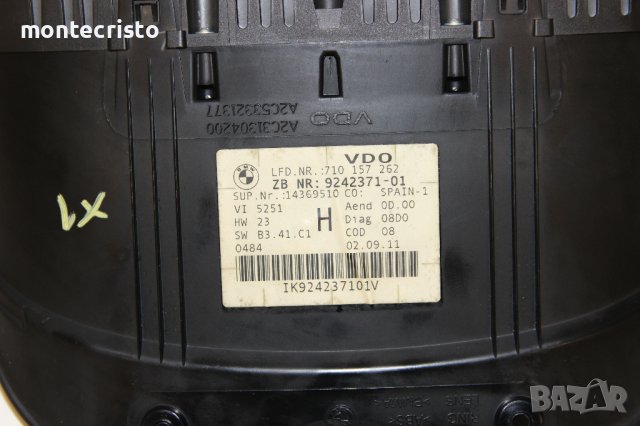 montecristo
A2C53321377
A2C31304200
VDO
VDO
LFD.NR.:710 157 262
ZB NR: 9242371-01
SUP.Nr.:14369510 CO: SPAIN-1
VI 5251 Aend 0D.00
HW 23 H Diag 08D0
SW B3.41.C1 COD 08
0484 02.09.11
IK924237101V
X1
BAZAR